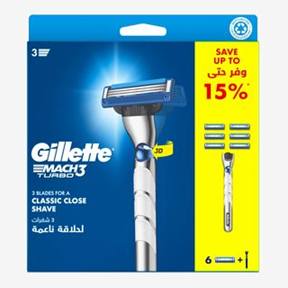 3
SAVE
UP TO
وفر حتى
15%*
Gillette
MACH3
TURBO
3D
3 BLADES FOR A
CLASSIC CLOSE
SHAVE
3 شفرات
لحلاقة ناعمة
6 +